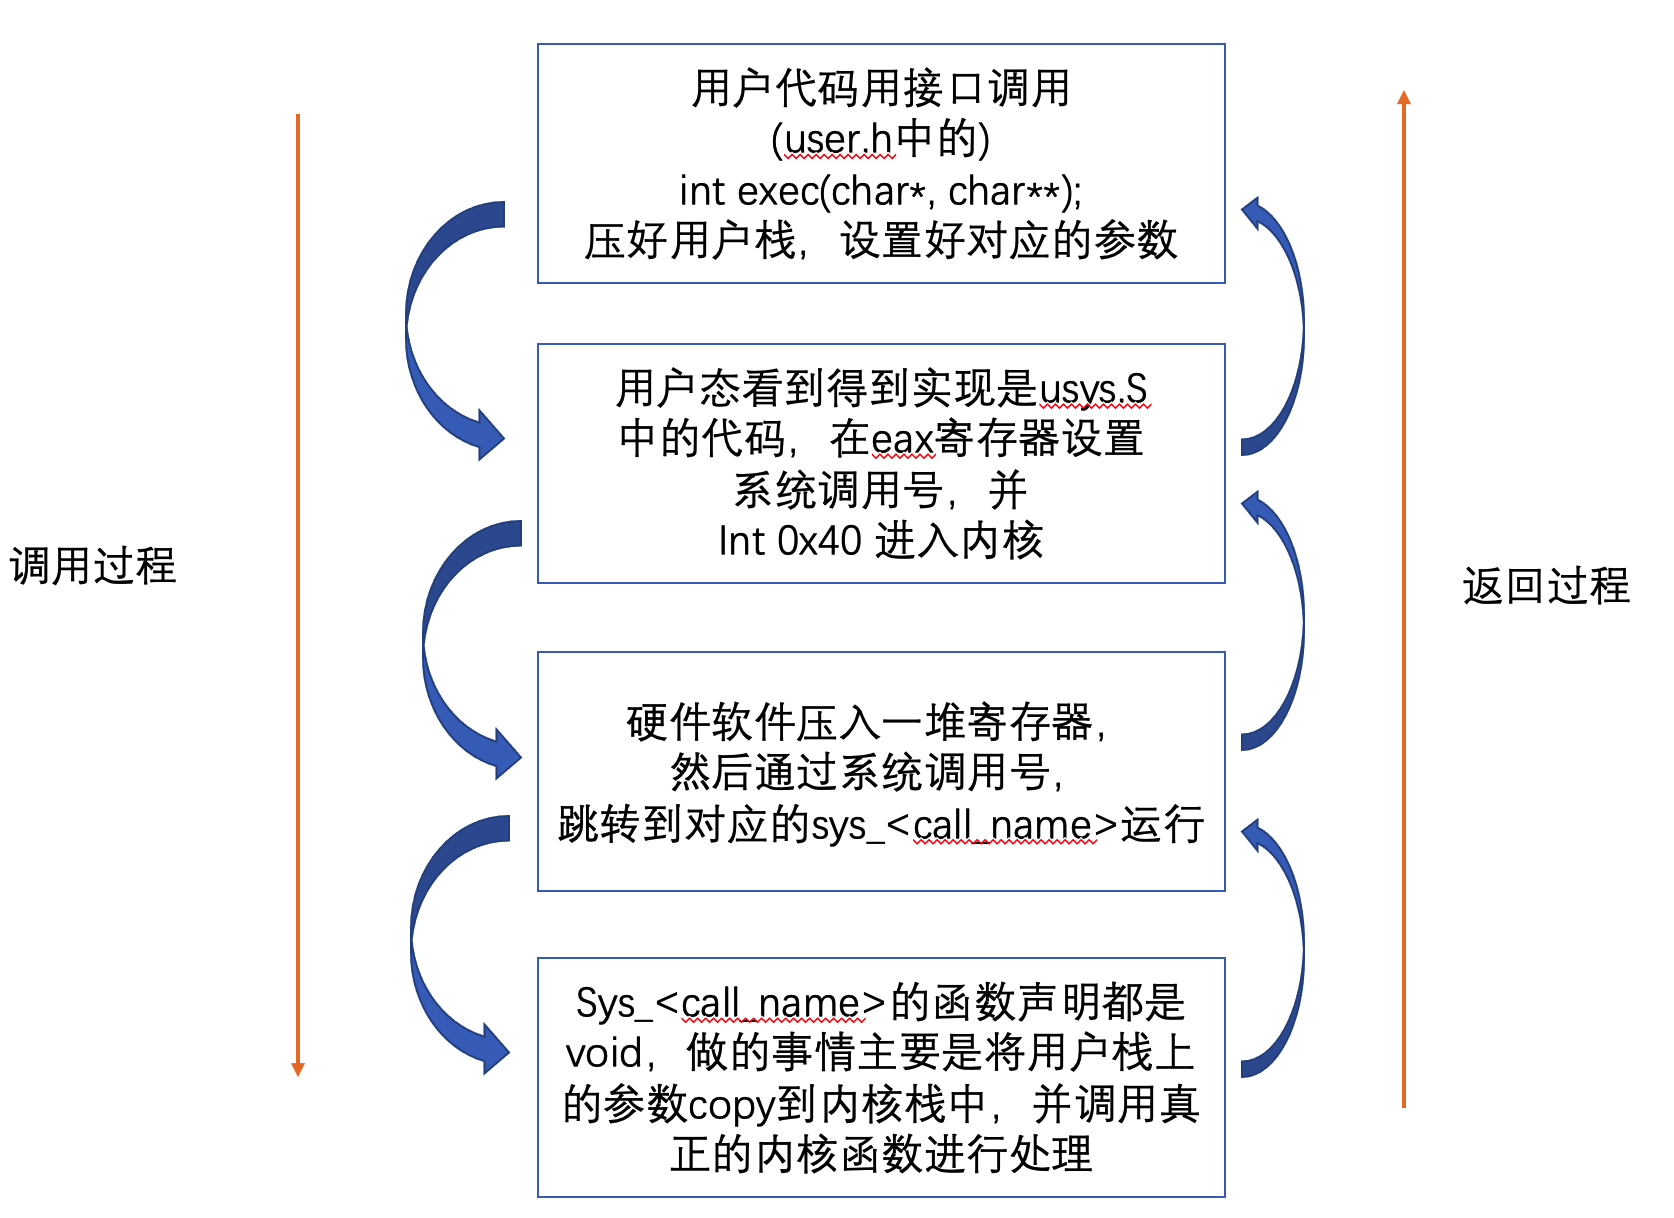 用户代码用接口调用
(user.h中的)
int exec(char*, char**);
压好用户栈，设置好对应的参数
用户态看到得到实现是usys.S
中的代码，在eax寄存器设置
系统调用号，并
Int 0x40 进入内核
调用过程
返回过程
硬件软件压入一堆寄存器，
然后通过系统调用号，
跳转到对应的sys_<call_name>运行
Sys_<call_name>的函数声明都是
void，做的事情主要是将用户栈上
的参数copy到内核栈中，并调用真
正的内核函数进行处理